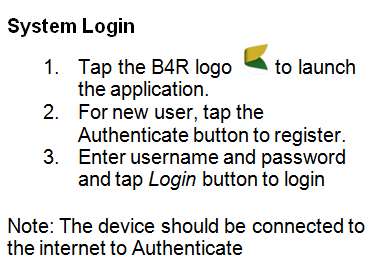 System Login
1. Tap the B4R logo to launch
the application.
2. For new user, tap the
Authenticate button to register.
3. Enter username and password
and tap Login button to login
Note: The device should be connected to
the internet to Authenticate